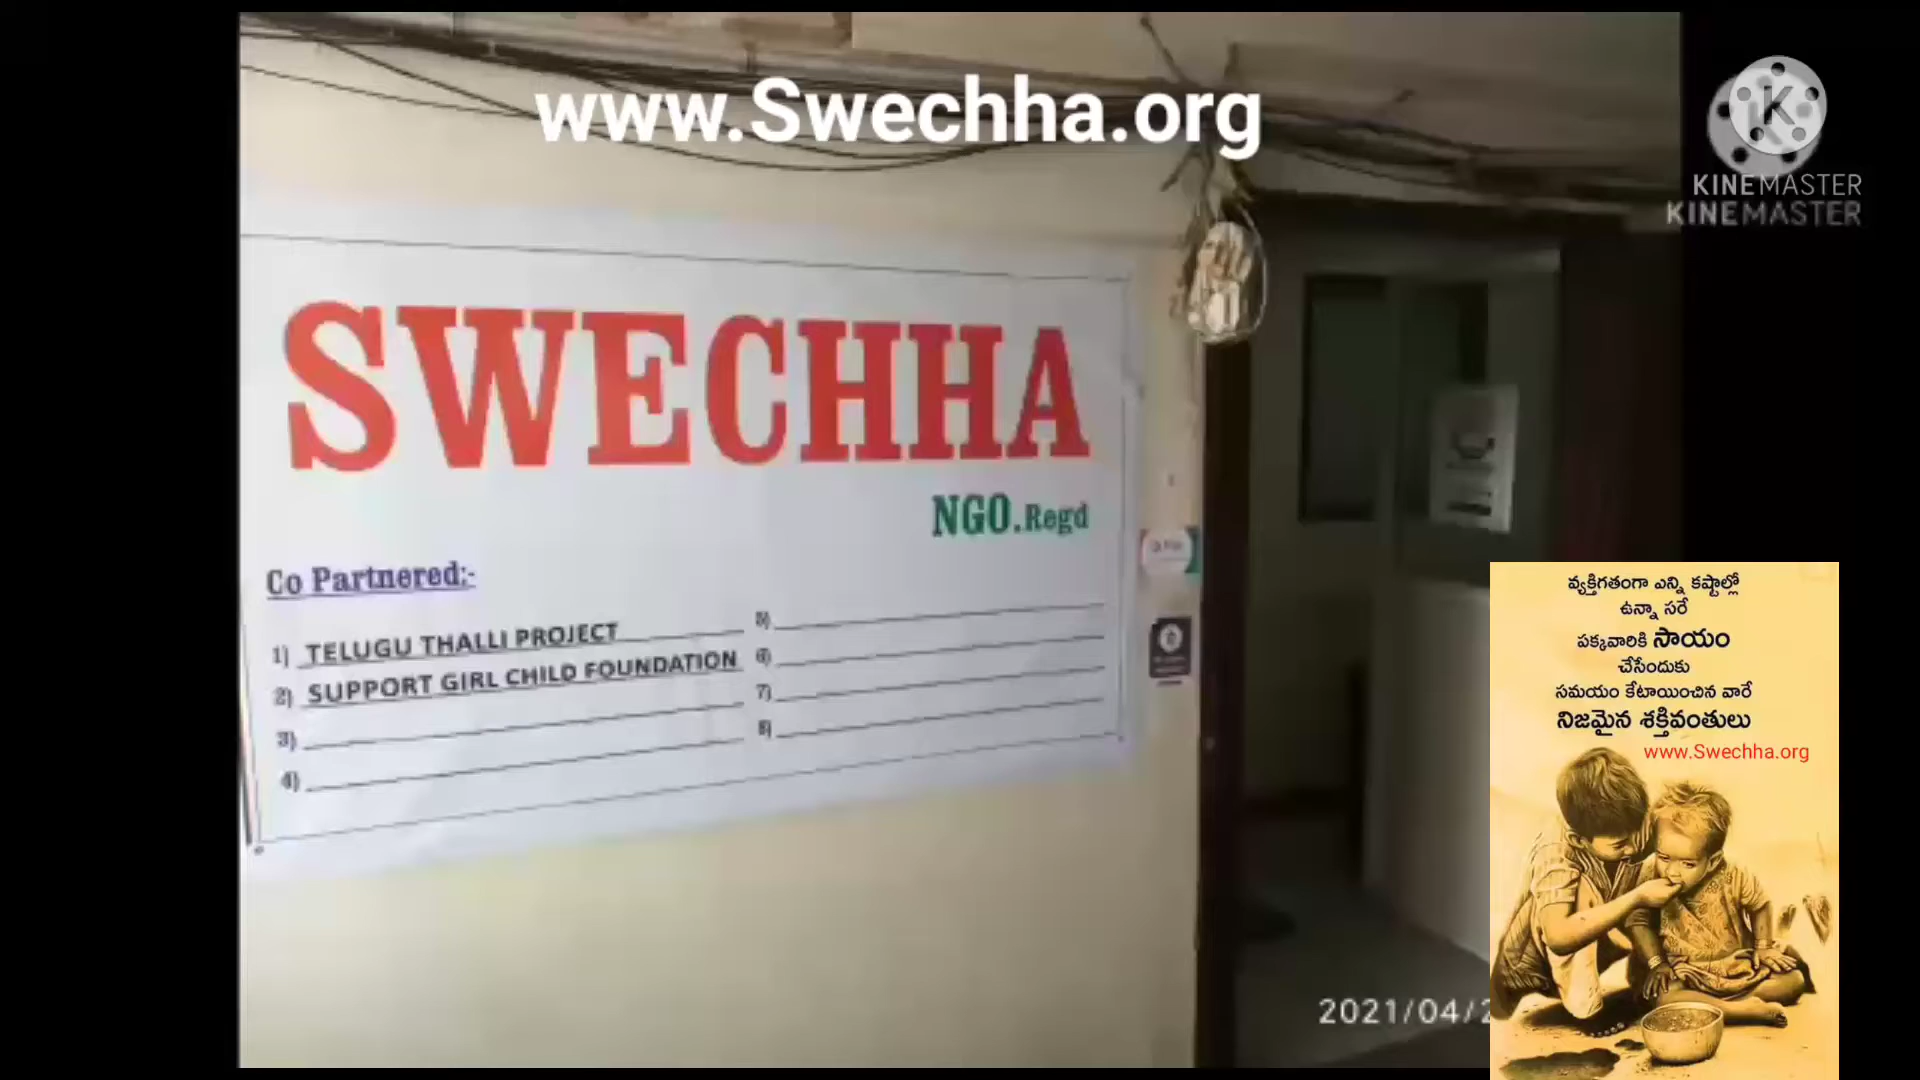 www.Swechha.org
KINEMASTER
KINEMASTER
SWECHHA
NGO.Regd
Co Partnered:-
1) TELUGU THALLI PROJECT
2) SUPPORT GIRL CHILD FOUNDATION
3)
4)
5)
6)
7)
8)
వ్యక్తిగతంగా ఎన్ని కష్టాల్లో
ఉన్నా సరే
పక్కవారికి సాయం
చేసేందుకు
సమయం కేటాయించిన వారే
నిజమైన శక్తివంతులు
www.Swechha.org
2021/04/2